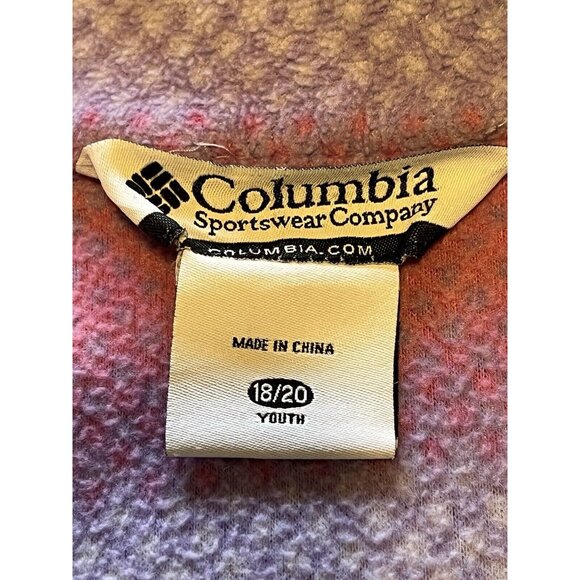 Columbia
Sportswear Company
COLUMBIA.COM
MADE IN CHINA
18/20
YOUTH